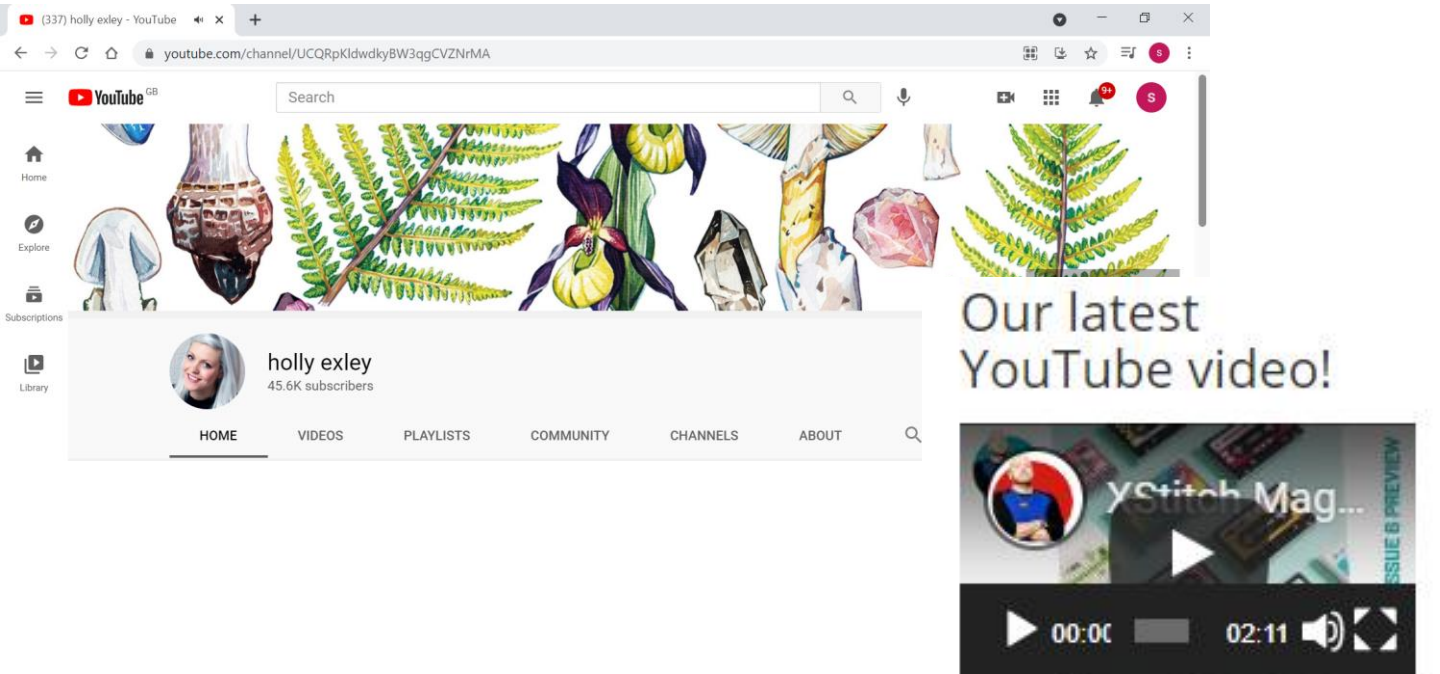 (337) holly exley - YouTube
youtube.com/channel/UCQRpKldwdkyBW3qgCVZNrMA
S
YouTube GB
Search
9+
S
Home
Explore
Subscriptions
Library
holly exley
45.6K subscribers
HOME VIDEOS PLAYLISTS COMMUNITY CHANNELS ABOUT
Our latest
YouTube video!
XStitch Mag...
ISSUE 8 PREVIEW
00:00 02:11